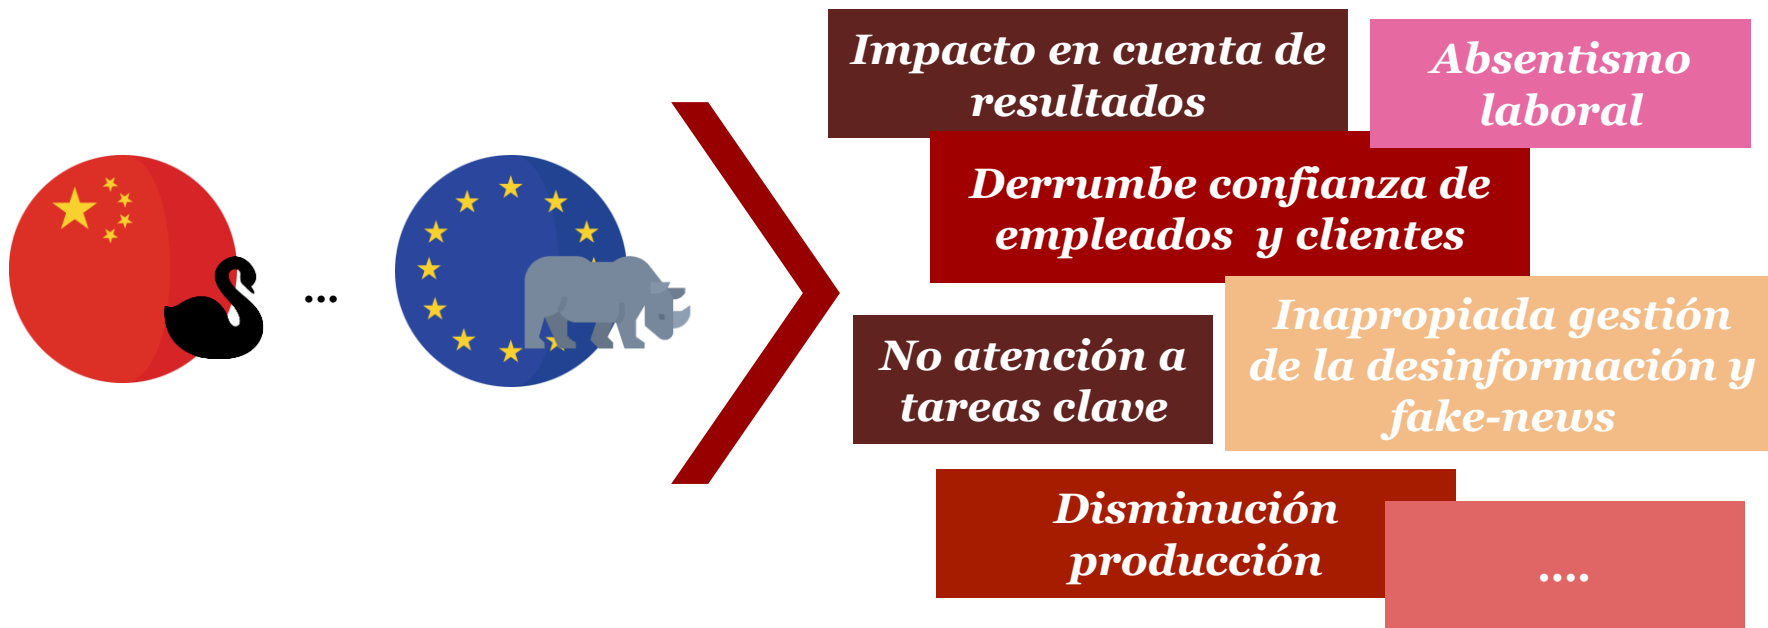 ...
Impacto en cuenta de
resultados
Absentismo
laboral
Derrumbe confianza de
empleados  y clientes
Inapropiada gestión
de la desinformación y
fake-news
No atención a
tareas clave
Disminución
producción
....